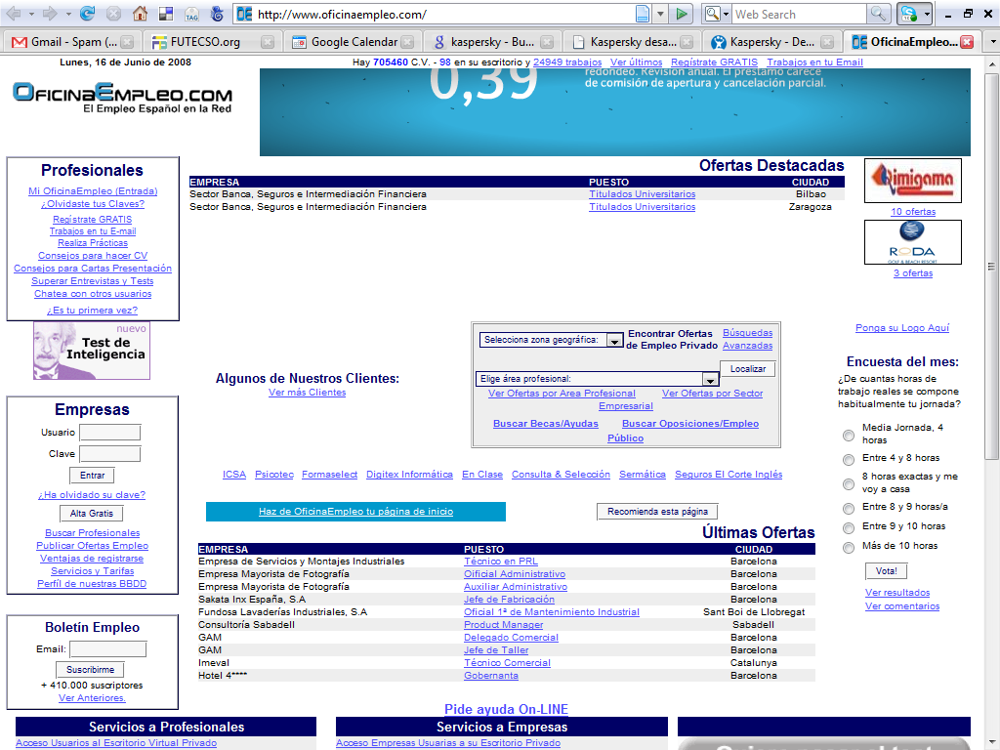 http://www.oficinaempleo.com/
Web Search
Gmail - Spam (...
FUTECSO.org
Google Calendar
kaspersky - Bu...
Kaspersky desa...
Kaspersky - De...
OficinaEmpleo...
Lunes, 16 de Junio de 2008
Hay 705460 C.V. - 98 en su escritorio y 24949 trabajos Ver últimos Regístrate GRATIS Trabajos en tu Email
OFICINAEMPLEO.COM
El Empleo Español en la Red
0,39
redondeo. Revisión anual. El préstamo carece
de comisión de apertura y cancelación parcial.
Profesionales
Mi OficinaEmpleo (Entrada)
¿Olvidaste tus Claves?
Regístrate GRATIS
Trabajos en tu E-mail
Realiza Prácticas
Consejos para hacer CV
Consejos para Cartas Presentación
Superar Entrevistas y Tests
Chatea con otros usuarios
¿Es tu primera vez?
nuevo
Test de
Inteligencia
Empresas
Usuario
Clave
Entrar
¿Ha olvidado su clave?
Alta Gratis
Buscar Profesionales
Publicar Ofertas Empleo
Ventajas de registrarse
Servicios y Tarifas
Perfíl de nuestras BBDD
Boletín Empleo
Email:
Suscribirme
+ 410.000 suscriptores
Ver Anteriores.
Ofertas Destacadas
EMPRESA PUESTO CIUDAD
Sector Banca, Seguros e Intermediación Financiera Titulados Universitarios Bilbao
Sector Banca, Seguros e Intermediación Financiera Titulados Universitarios Zaragoza
Algunos de Nuestros Clientes:
Ver más Clientes
Selecciona zona geográfica:
Encontrar Ofertas
de Empleo Privado
Búsquedas
Avanzadas
Elige área profesional:
Localizar
Ver Ofertas por Area Profesional Ver Ofertas por Sector
Empresarial
Buscar Becas/Ayudas Buscar Oposiciones/Empleo
Público
ICSA Psicotec Formaselect Digitex Informática En Clase Consulta & Selección Sermática Seguros El Corte Inglés
Haz de OficinaEmpleo tu página de inicio
Recomienda esta página
Últimas Ofertas
EMPRESA PUESTO CIUDAD
Empresa de Servicios y Montajes Industriales Técnico en PRL Barcelona
Empresa Mayorista de Fotografía Oificial Administrativo Barcelona
Empresa Mayorista de Fotografía Auxiliar Administrativo Barcelona
Sakata Inx España, S.A Jefe de Fabricación Barcelona
Fundosa Lavaderías Industriales, S.A Oficial 1ª de Mantenimiento Industrial Sant Boi de Llobregat
Consultoría Sabadell Product Manager Sabadell
GAM Delegado Comercial Barcelona
GAM Jefe de Taller Barcelona
Imeval Técnico Comercial Catalunya
Hotel 4**** Gobernanta Barcelona
Pide ayuda On-LINE
Rimigama
10 ofertas
RODA
GOLF & BEACH RESORT
3 ofertas
Ponga su Logo Aquí
Encuesta del mes:
¿De cuantas horas de
trabajo reales se compone
habitualmente tu jornada?
Media Jornada, 4
horas
Entre 4 y 8 horas
8 horas exactas y me
voy a casa
Entre 8 y 9 horas/a
Entre 9 y 10 horas
Más de 10 horas
Vota!
Ver resultados
Ver comentarios
Servicios a Profesionales
Acceso Usuarios al Escritorio Virtual Privado
Servicios a Empresas
Acceso Empresas Usuarias a su Escritorio Privado